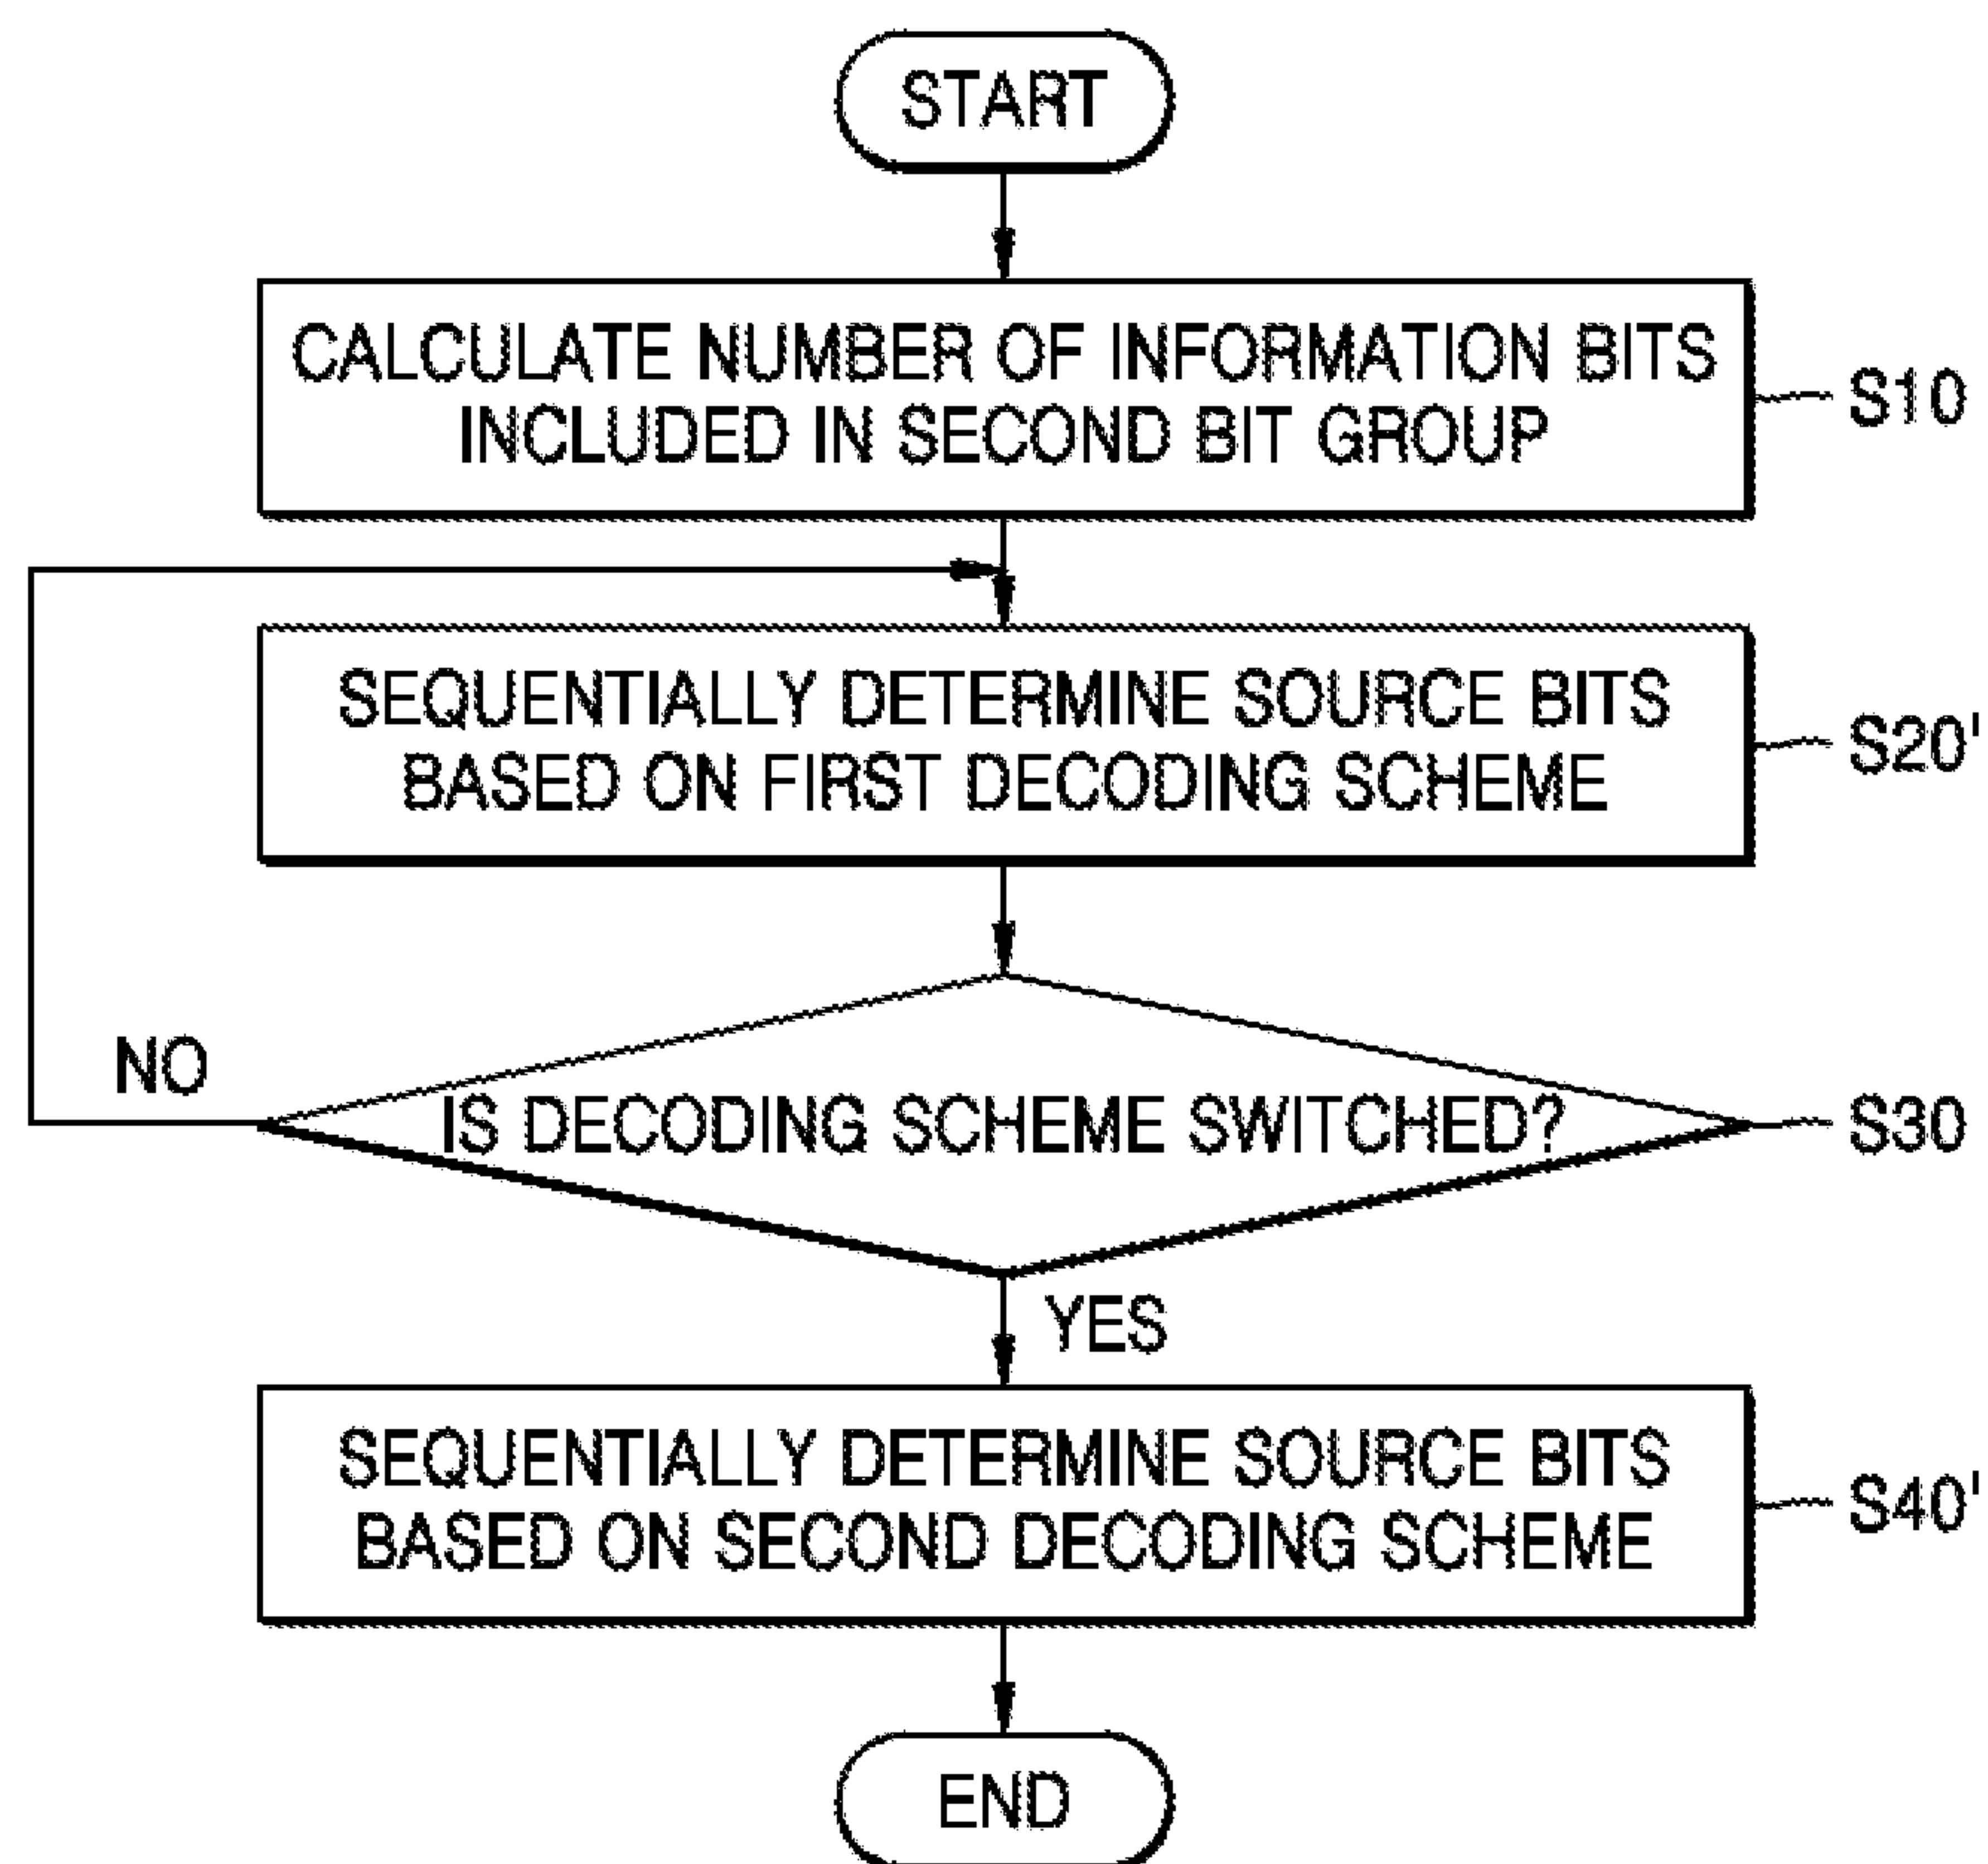 START
CALCULATE NUMBER OF INFORMATION BITS
INCLUDED IN SECOND BIT GROUP
S10
SEQUENTIALLY DETERMINE SOURCE BITS
BASED ON FIRST DECODING SCHEME
S20'
NO
IS DECODING SCHEME SWITCHED?
S30
YES
SEQUENTIALLY DETERMINE SOURCE BITS
BASED ON SECOND DECODING SCHEME
S40'
END